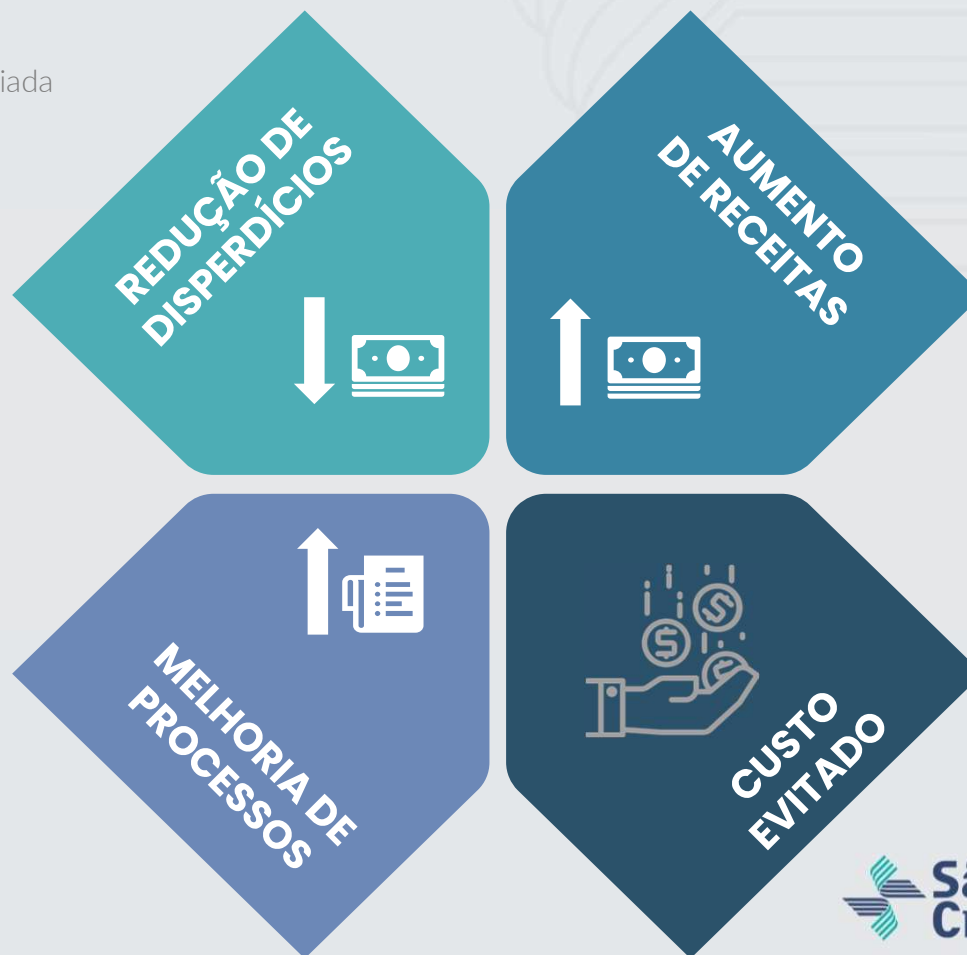 iada
REDUÇÃO DE
DISPERDÍCIOS
AUMENTO
DE RECEITAS
MELHORIA DE
PROCESSOS
CUSTO
EVITADO